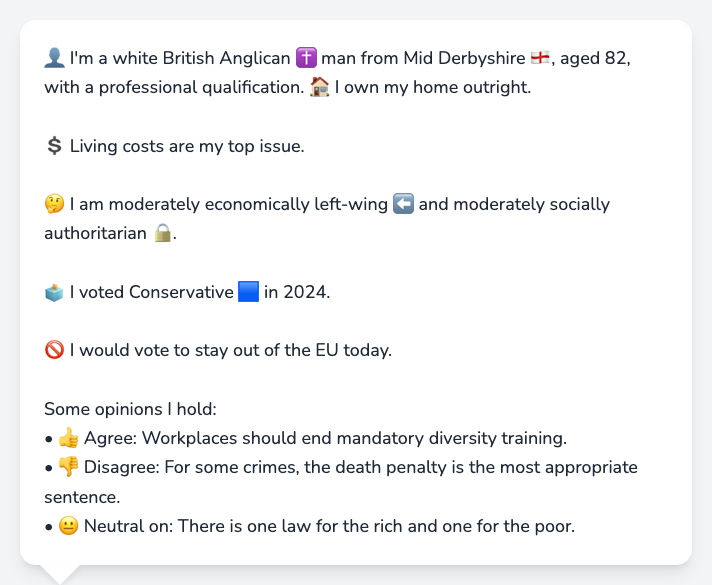 👤 I'm a white British Anglican ✝️ man from Mid Derbyshire 🏴󠁧󠁢󠁥󠁮󠁧󠁿, aged 82,
with a professional qualification. 🏠 I own my home outright.
💲 Living costs are my top issue.
🤔 I am moderately economically left-wing ⬅️ and moderately socially
authoritarian 🔒.
🗳️ I voted Conservative 🟦 in 2024.
🚫 I would vote to stay out of the EU today.
Some opinions I hold:
• 👍 Agree: Workplaces should end mandatory diversity training.
• 👎 Disagree: For some crimes, the death penalty is the most appropriate
sentence.
• 😐 Neutral on: There is one law for the rich and one for the poor.